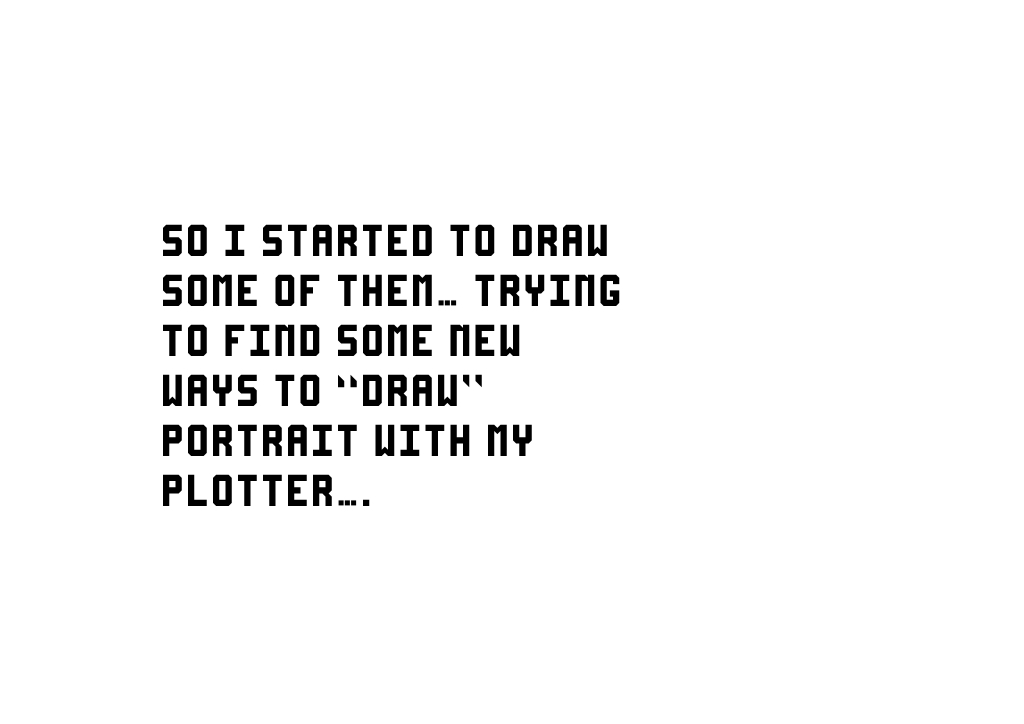 SO I STARTED TO DRAW
SOME OF THEM… TRYING
TO FIND SOME NEW
WAYS TO “DRAW”
PORTRAIT WITH MY
PLOTTER….